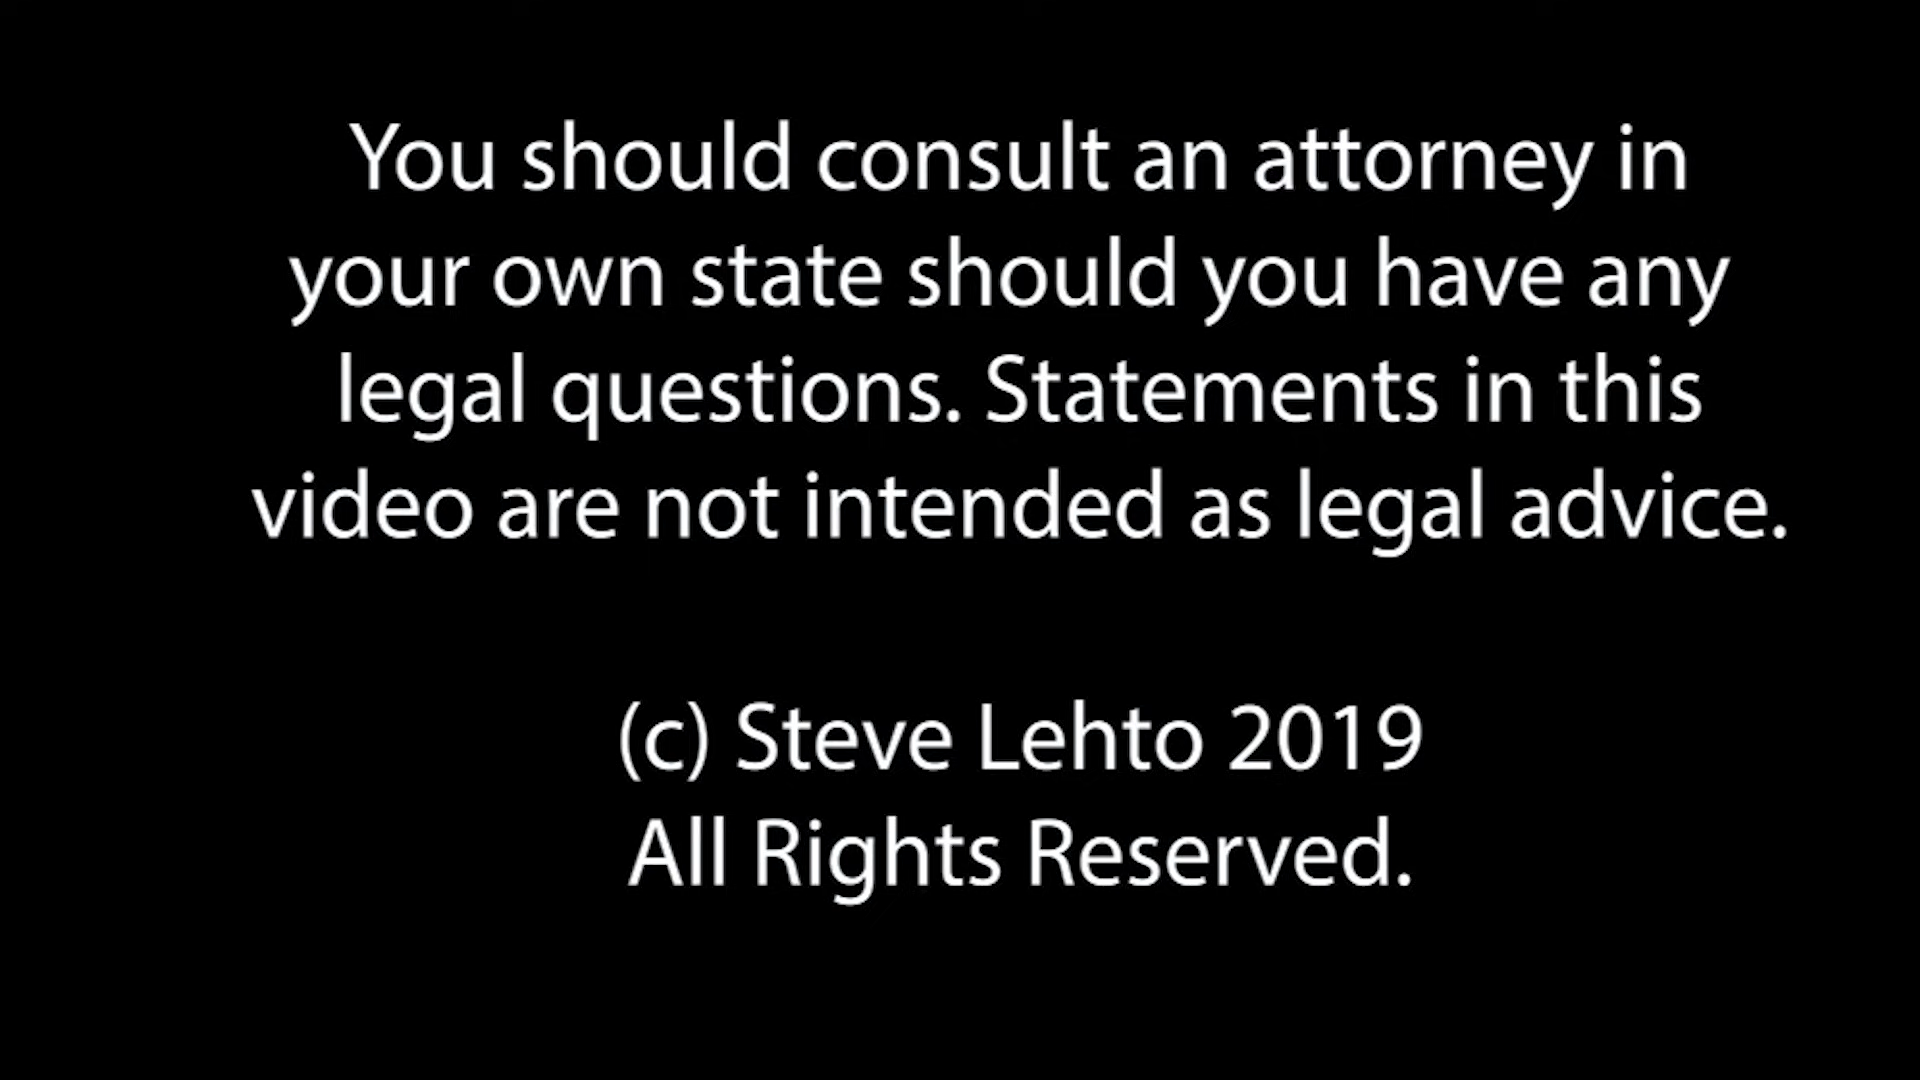 You should consult an attorney in
your own state should you have any
legal questions. Statements in this
video are not intended as legal advice.
(c) Steve Lehto 2019
All Rights Reserved.